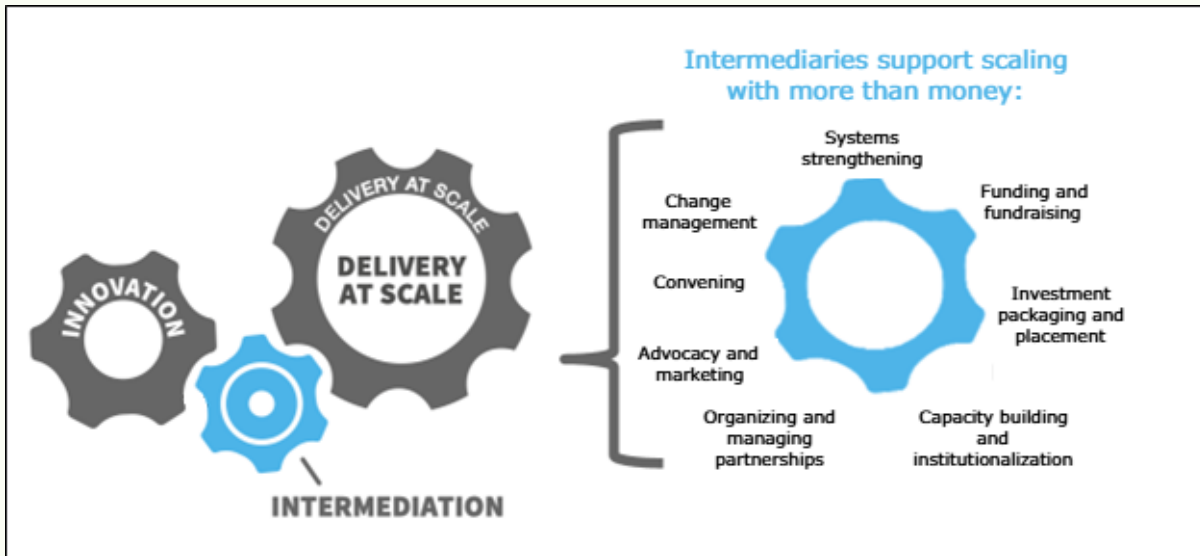 INNOVATION
DELIVERY AT SCALE
DELIVERY
AT SCALE
INTERMEDIATION
Intermediaries support scaling
with more than money:
Systems
strengthening
Funding and
fundraising
Investment
packaging and
placement
Capacity building
and
institutionalization
Organizing and
managing
partnerships
Advocacy and
marketing
Convening
Change
management